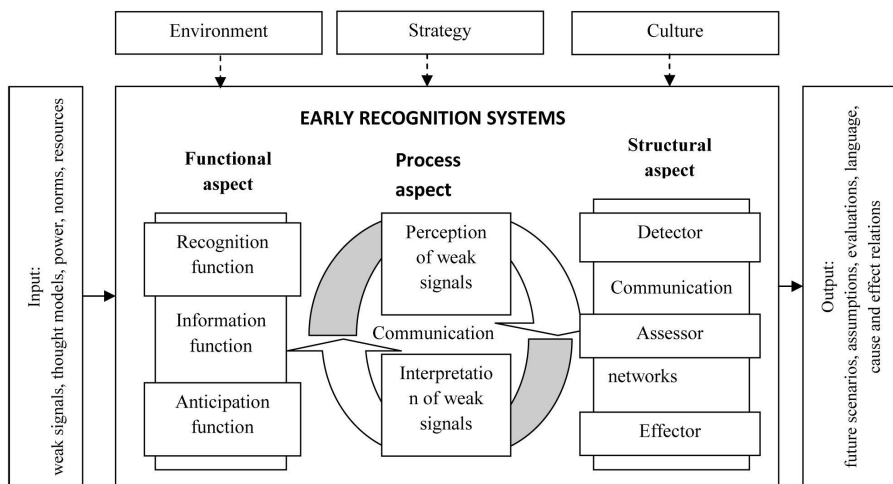 Environment
Strategy
Culture
Input:
weak signals, thought models, power, norms, resources
EARLY RECOGNITION SYSTEMS
Functional
aspect
Recognition
function
Information
function
Anticipation
function
Process
aspect
Perception
of weak
signals
Communication
Interpretatio
n of weak
signals
Structural
aspect
Detector
Communication
Assessor
networks
Effector
Output:
future scenarios, assumptions, evaluations, language,
cause and effect relations